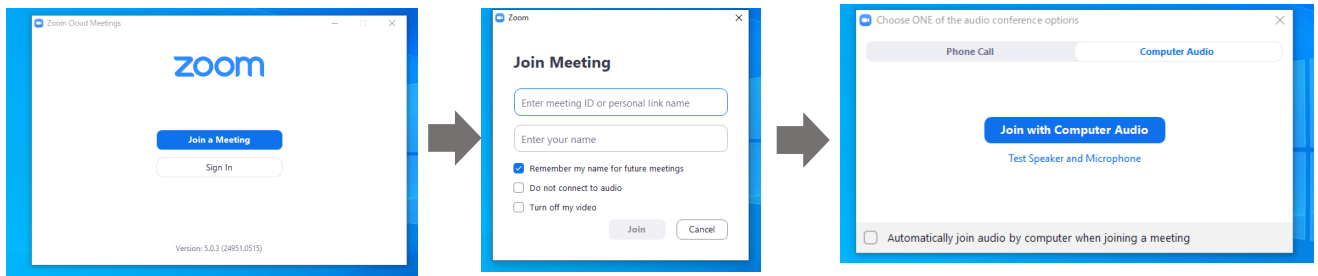 Zoom Cloud Meetings
zoom
Join a Meeting
Sign In
Version: 5.0.3 (24951.0515)
Zoom
Join Meeting
Enter meeting ID or personal link name
Enter your name
Remember my name for future meetings
Do not connect to audio
Turn off my video
Join Cancel
Choose ONE of the audio conference options
Phone Call Computer Audio
Join with Computer Audio
Test Speaker and Microphone
Automatically join audio by computer when joining a meeting